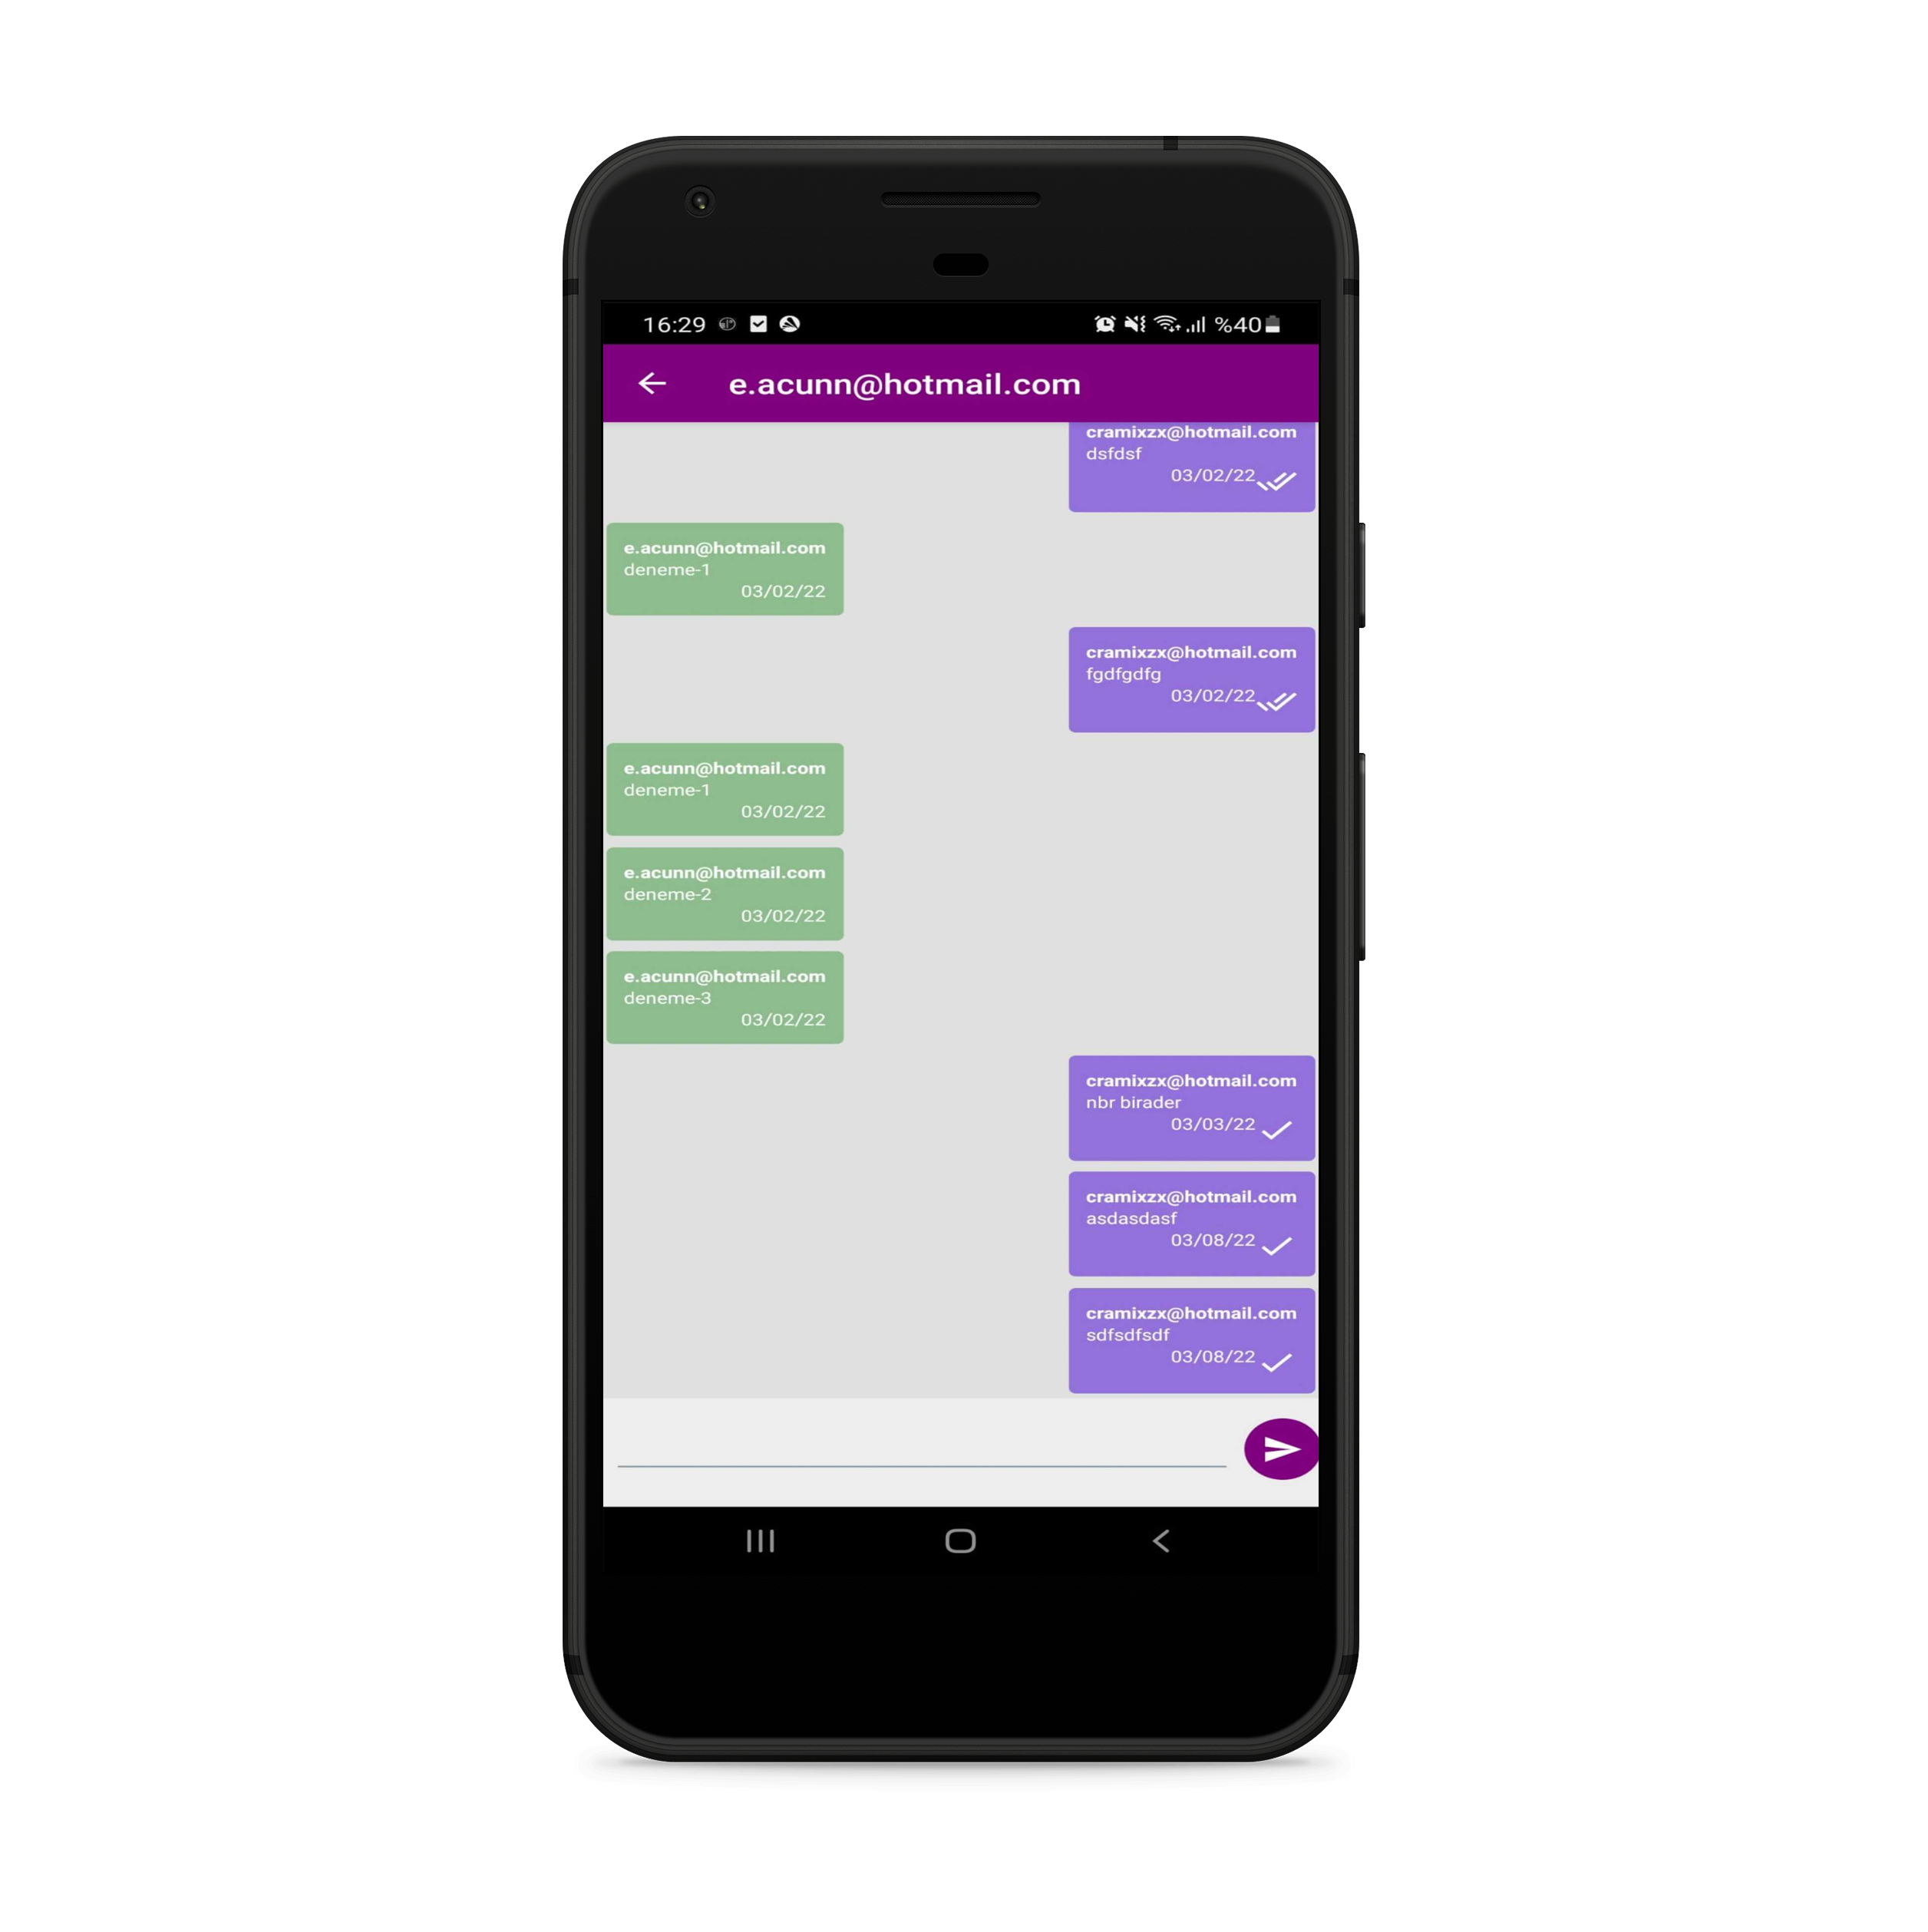 16:29 %40
e.acunn@hotmail.com
cramixzx@hotmail.com
dsfdsf
03/02/22
e.acunn@hotmail.com
deneme-1
03/02/22
cramixzx@hotmail.com
fgdfgdfg
03/02/22
e.acunn@hotmail.com
deneme-1
03/02/22
e.acunn@hotmail.com
deneme-2
03/02/22
e.acunn@hotmail.com
deneme-3
03/02/22
cramixzx@hotmail.com
nbr birader
03/03/22
cramixzx@hotmail.com
asdasdasf
03/08/22
cramixzx@hotmail.com
sdfsdfsdf
03/08/22